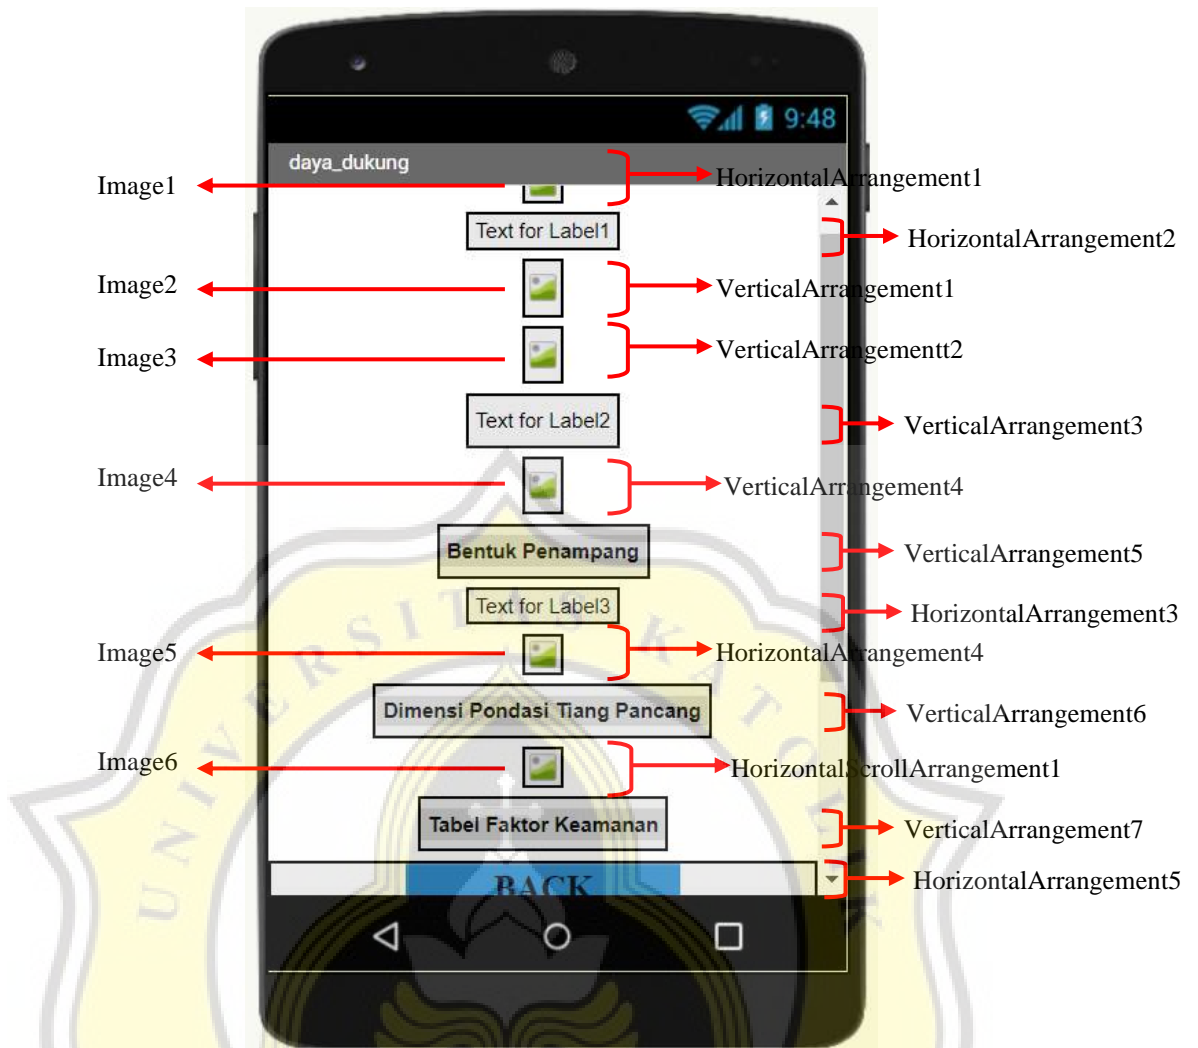 9:48
daya_dukung
Image1 HorizontalArrangement1
Text for Label1 HorizontalArrangement2
Image2 VerticalArrangement1
Image3 VerticalArrangementt2
Text for Label2 VerticalArrangement3
Image4 VerticalArrangement4
Bentuk Penampang VerticalArrangement5
Text for Label3 HorizontalArrangement3
Image5 HorizontalArrangement4
Dimensi Pondasi Tiang Pancang VerticalArrangement6
Image6 HorizontalScrollArrangement1
Tabel Faktor Keamanan VerticalArrangement7
BACK HorizontalArrangement5
UNIVERSITAS KATOLIK